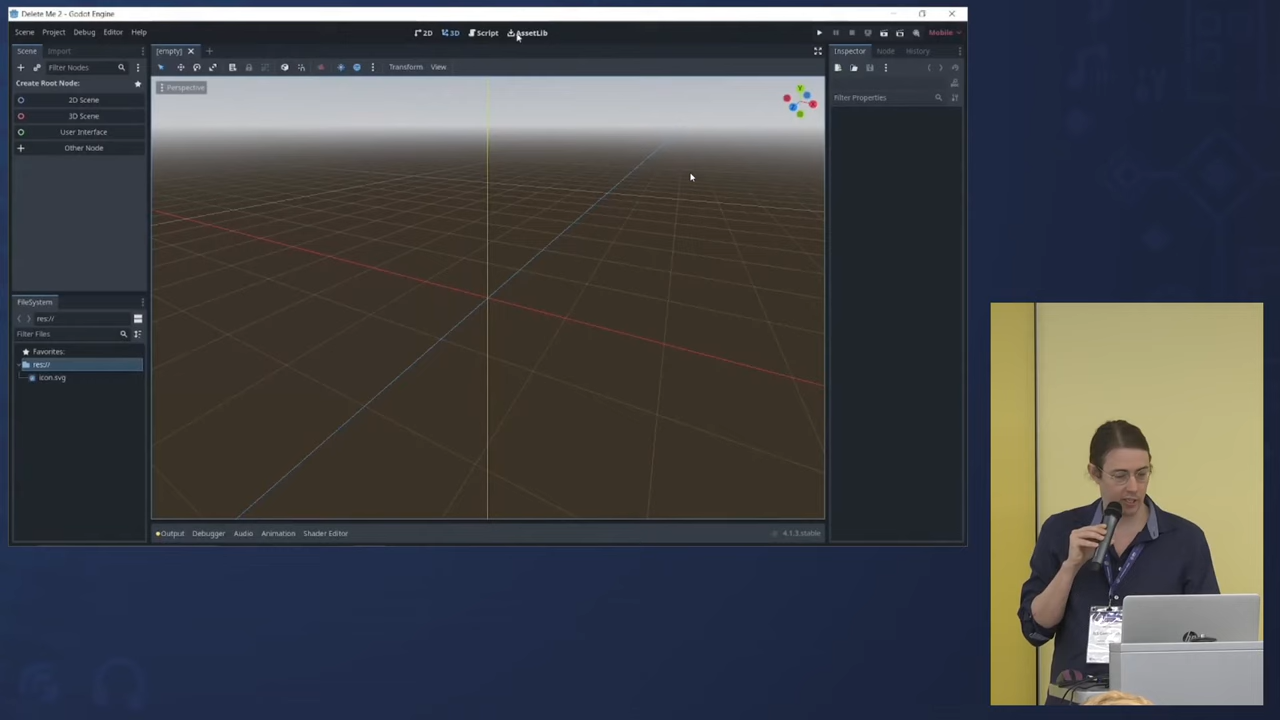 Delete Me 2 - Godot Engine
Scene Project Debug Editor Help
2D 3D Script AssetLib
Mobile
Scene Import
[empty]
Inspector Node History
Filter Nodes
Transform View
Create Root Node:
Perspective
Y
X
Z
Filter Properties
2D Scene
3D Scene
User Interface
Other Node
FileSystem
res://
Filter Files
Favorites:
res://
icon.svg
Output Debugger Audio Animation Shader Editor
4.1.3.stable